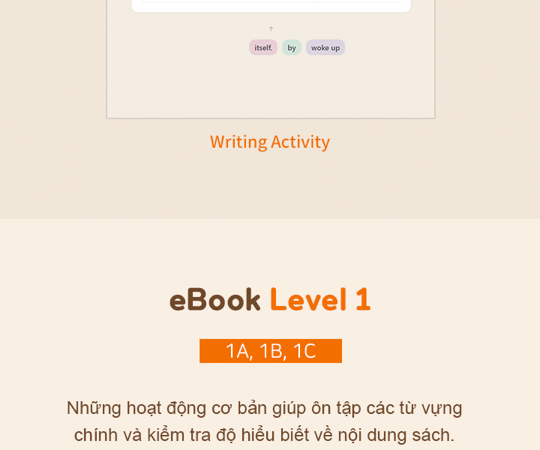 itself. by woke up
Writing Activity
eBook Level 1
1A, 1B, 1C
Những hoạt động cơ bản giúp ôn tập các từ vựng
chính và kiểm tra độ hiểu biết về nội dung sách.